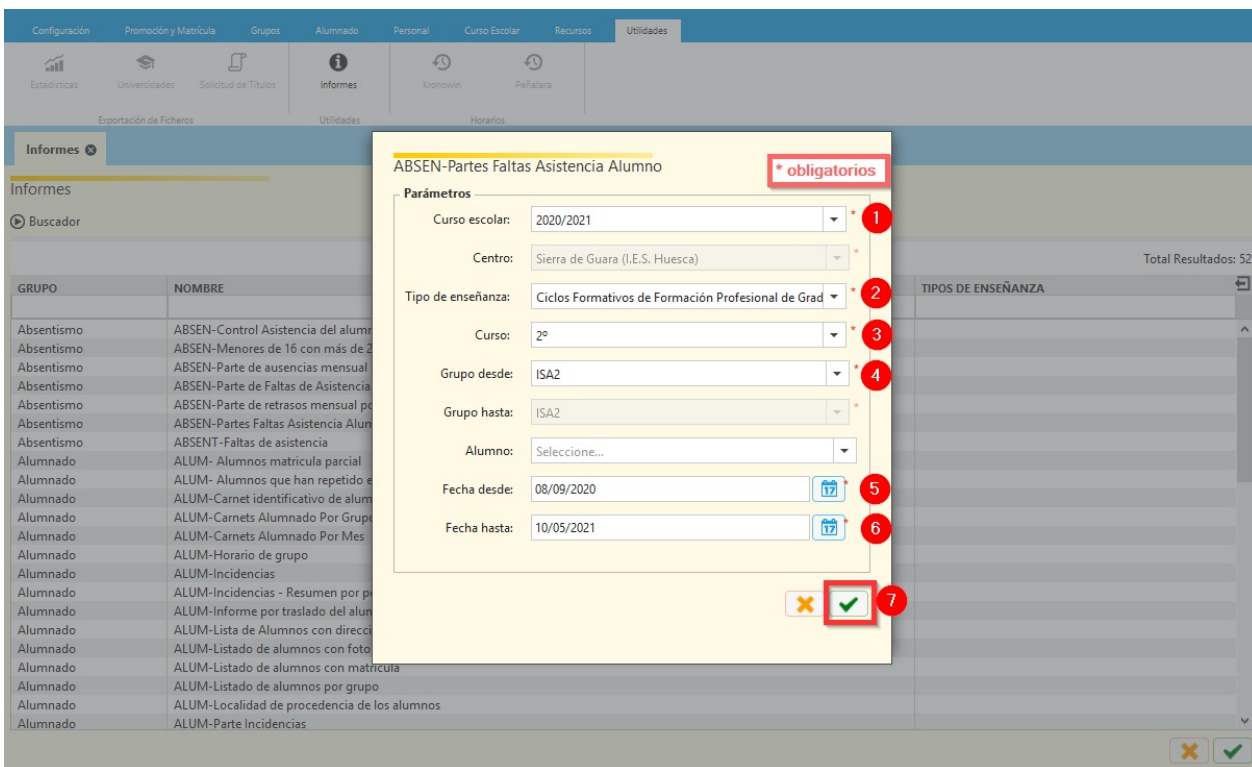 Configuración Promoción y Matrícula Grupos Alumnado Personal Curso Escolar Recursos Utilidades
Estadísticas Universidades Solicitud de Títulos Informes Kronowin Peñalara
Exportación de Ficheros Utilidades Horarios
Informes
Informes
Buscador
Total Resultados: 52
GRUPO NOMBRE TIPOS DE ENSEÑANZA
Absentismo ABSEN-Control Asistencia del alumn
Absentismo ABSEN-Menores de 16 con más de 2
Absentismo ABSEN-Parte de ausencias mensual
Absentismo ABSEN-Parte de Faltas de Asistencia
Absentismo ABSEN-Parte de retrasos mensual po
Absentismo ABSEN-Partes Faltas Asistencia Alum
Absentismo ABSENT-Faltas de asistencia
Alumnado ALUM- Alumnos matricula parcial
Alumnado ALUM- Alumnos que han repetido e
Alumnado ALUM-Carnet identificativo de alum
Alumnado ALUM-Carnets Alumnado Por Grupo
Alumnado ALUM-Carnets Alumnado Por Mes
Alumnado ALUM-Horario de grupo
Alumnado ALUM-Incidencias
Alumnado ALUM-Incidencias - Resumen por pe
Alumnado ALUM-Informe por traslado del alun
Alumnado ALUM-Lista de Alumnos con direcci
Alumnado ALUM-Listado de alumnos con foto
Alumnado ALUM-Listado de alumnos con matrícula
Alumnado ALUM-Listado de alumnos por grupo
Alumnado ALUM-Localidad de procedencia de los alumnos
Alumnado ALUM-Parte Incidencias
ABSEN-Partes Faltas Asistencia Alumno
* obligatorios
Parámetros
Curso escolar: 2020/2021 * 1
Centro: Sierra de Guara (I.E.S. Huesca) *
Tipo de enseñanza: Ciclos Formativos de Formación Profesional de Grad * 2
Curso: 2º * 3
Grupo desde: ISA2 * 4
Grupo hasta: ISA2 *
Alumno: Seleccione...
Fecha desde: 08/09/2020 17 * 5
Fecha hasta: 10/05/2021 17 * 6
7